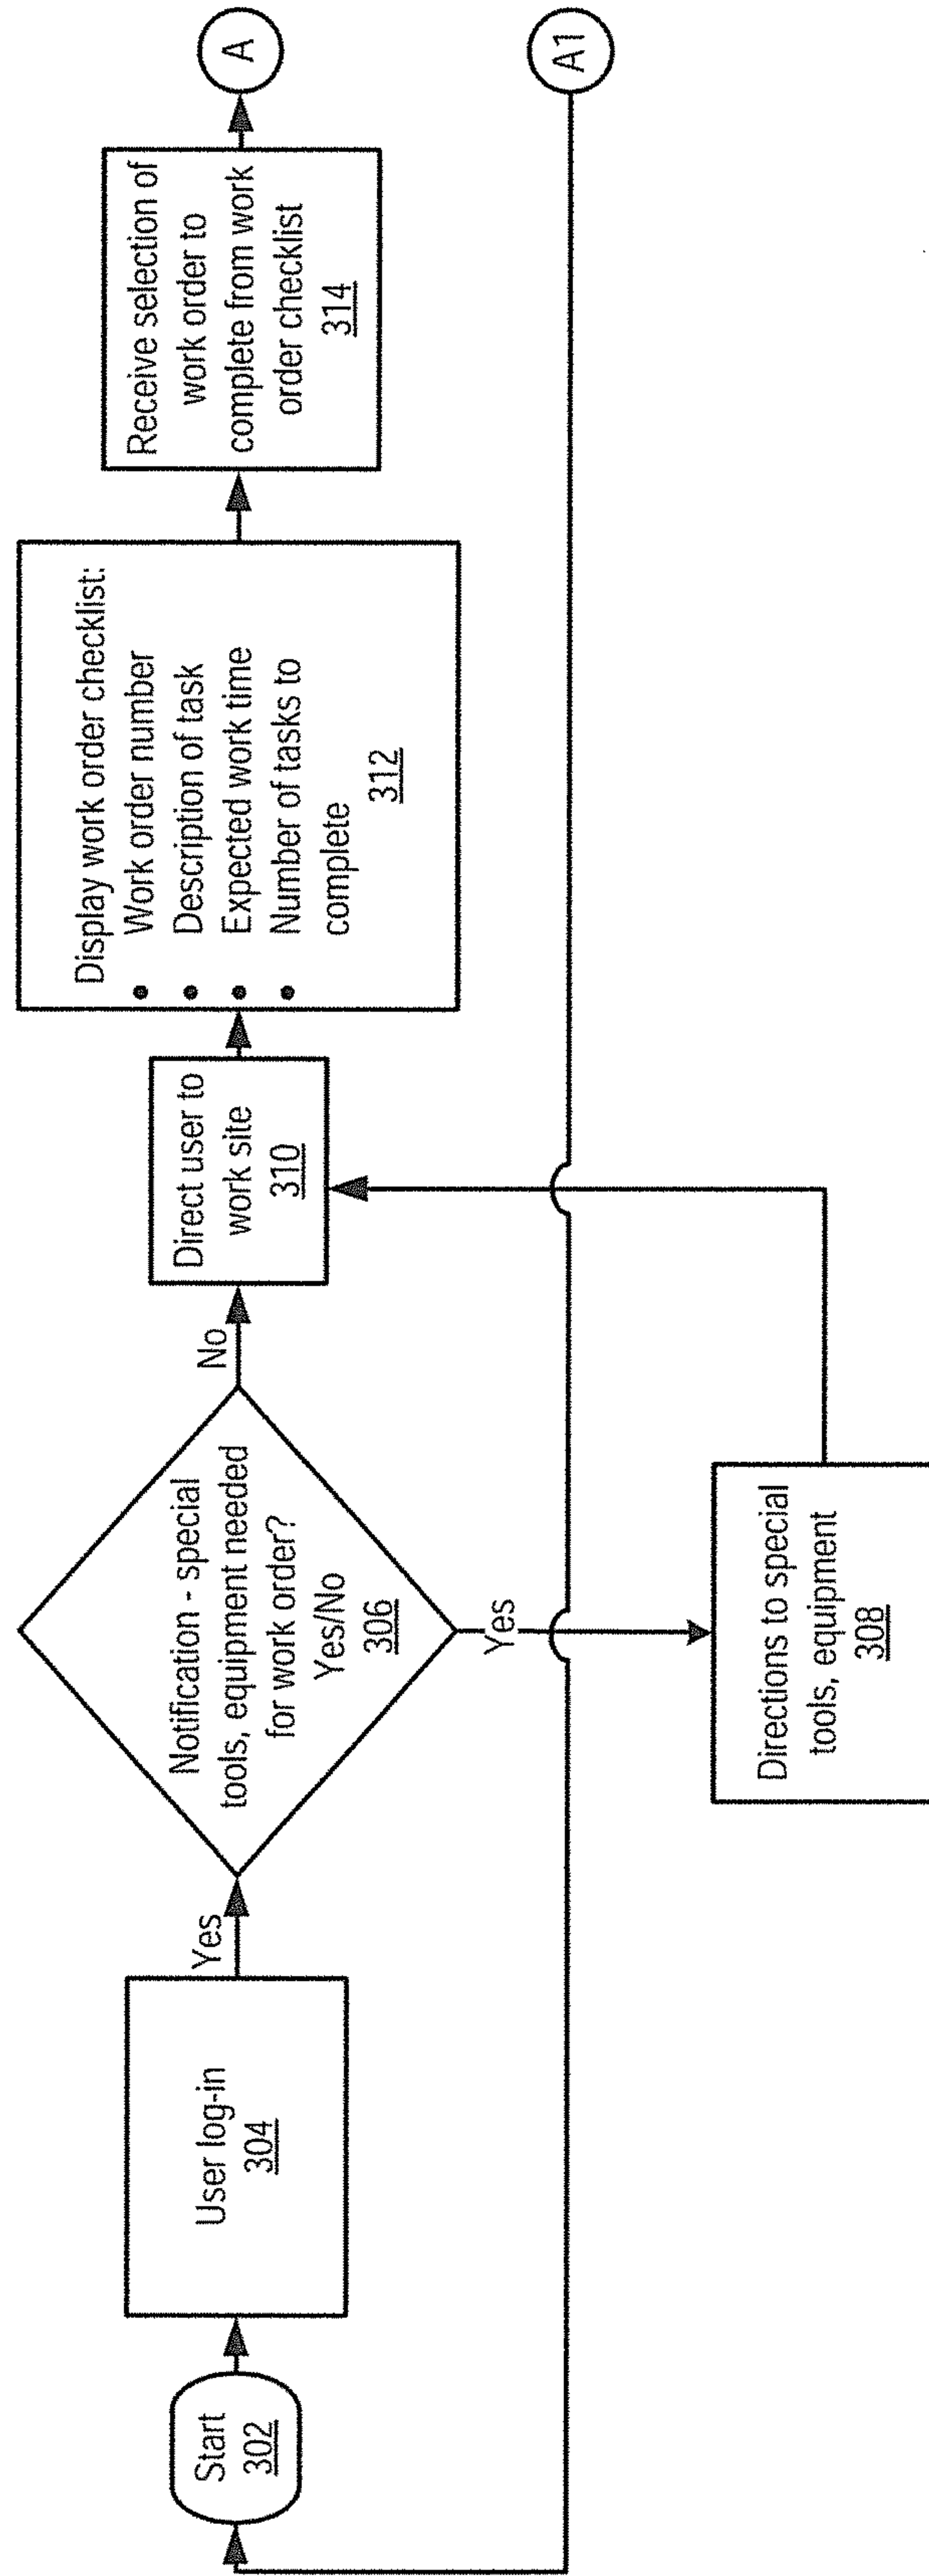 Start
302
User log-in
304
Yes
Notification - special
tools, equipment needed
for work order?
Yes/No
306
No
Yes
Directions to special
tools, equipment
308
Direct user to
work site
310
Display work order checklist:
• Work order number
• Description of task
• Expected work time
• Number of tasks to
complete
312
Receive selection of
work order to
complete from work
order checklist
314
A
A1